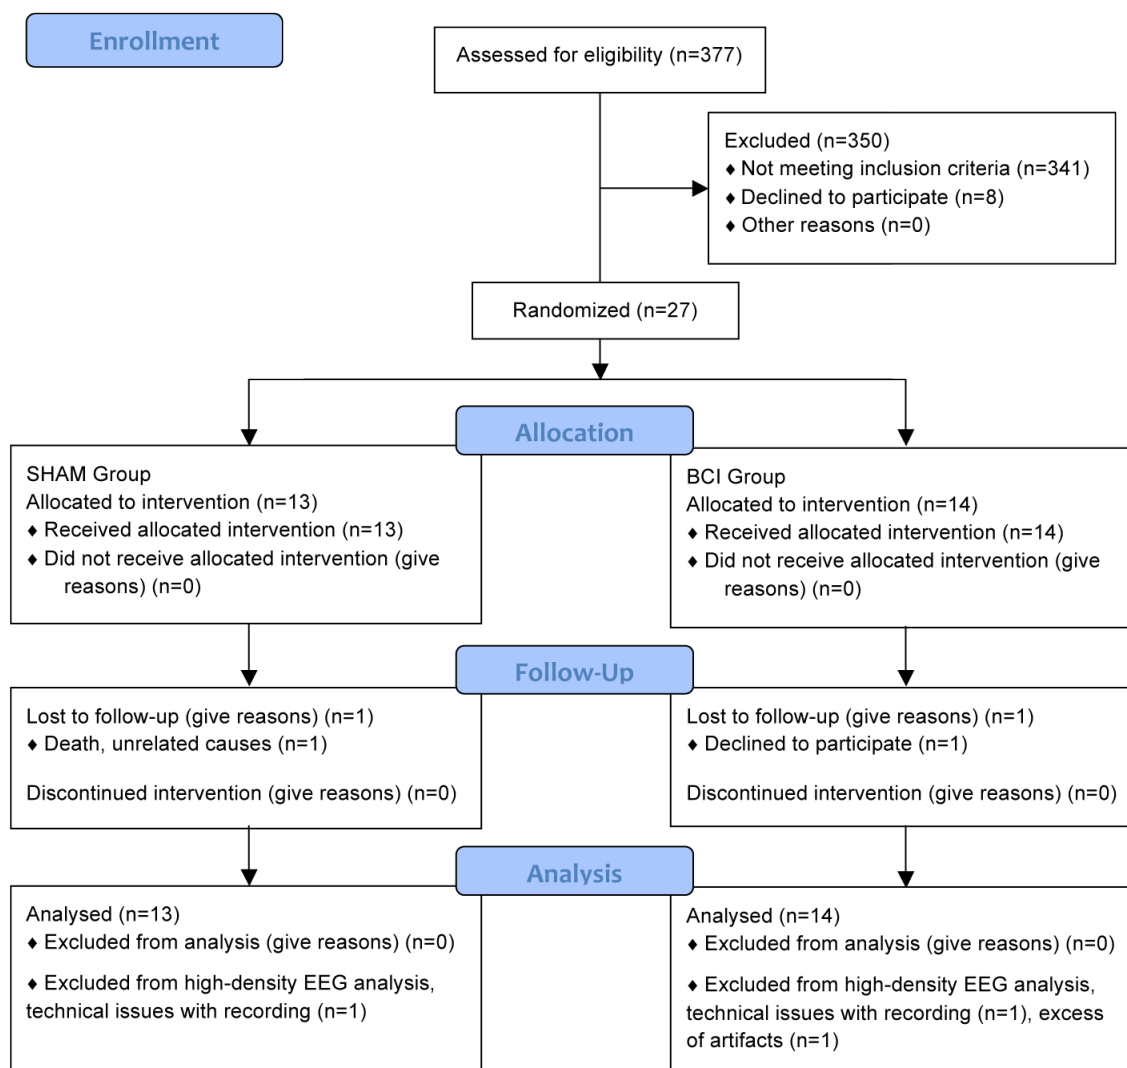 Enrollment
Assessed for eligibility (n=377)
Excluded (n=350)
♦ Not meeting inclusion criteria (n=341)
♦ Declined to participate (n=8)
♦ Other reasons (n=0)
Randomized (n=27)
Allocation
SHAM Group
Allocated to intervention (n=13)
♦ Received allocated intervention (n=13)
♦ Did not receive allocated intervention (give
reasons) (n=0)
BCI Group
Allocated to intervention (n=14)
♦ Received allocated intervention (n=14)
♦ Did not receive allocated intervention (give
reasons) (n=0)
Follow-Up
Lost to follow-up (give reasons) (n=1)
♦ Death, unrelated causes (n=1)
Discontinued intervention (give reasons) (n=0)
Lost to follow-up (give reasons) (n=1)
♦ Declined to participate (n=1)
Discontinued intervention (give reasons) (n=0)
Analysis
Analysed (n=13)
♦ Excluded from analysis (give reasons) (n=0)
♦ Excluded from high-density EEG analysis,
technical issues with recording (n=1)
Analysed (n=14)
♦ Excluded from analysis (give reasons) (n=0)
♦ Excluded from high-density EEG analysis,
technical issues with recording (n=1), excess
of artifacts (n=1)